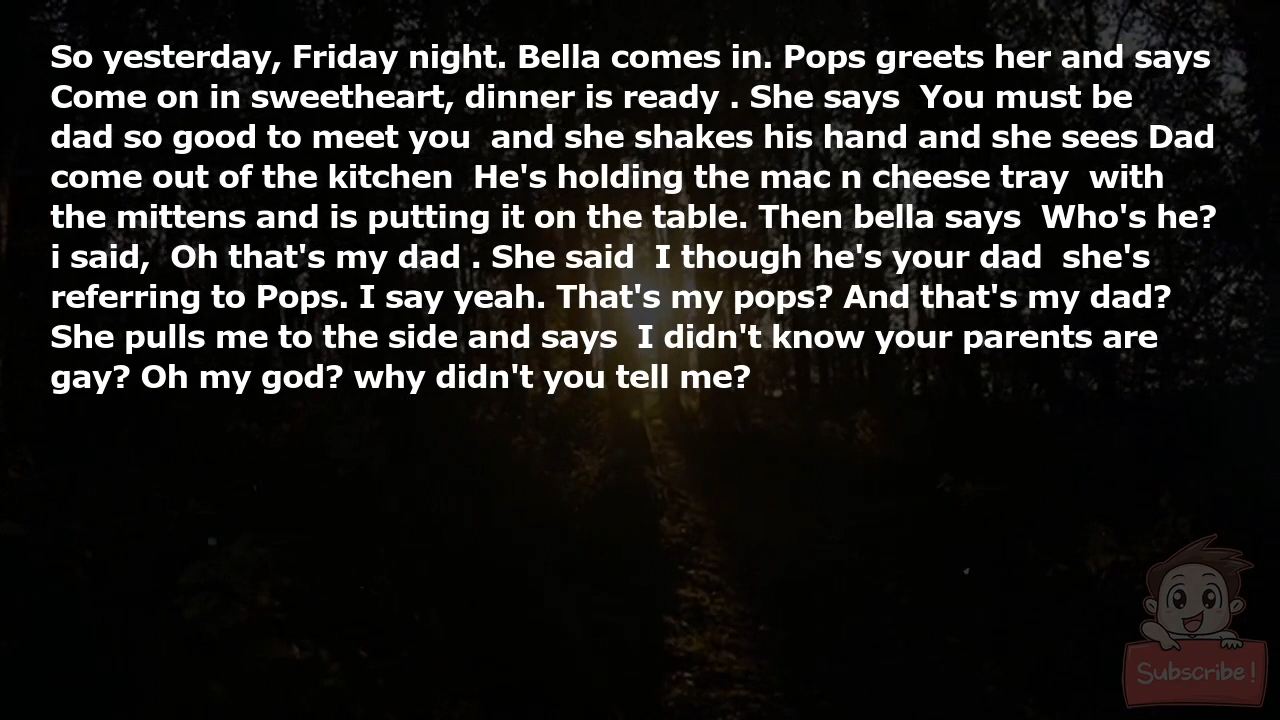 So yesterday, Friday night. Bella comes in. Pops greets her and says
Come on in sweetheart, dinner is ready . She says  You must be
dad so good to meet you  and she shakes his hand and she sees Dad
come out of the kitchen  He's holding the mac n cheese tray  with
the mittens and is putting it on the table. Then bella says  Who's he?
i said,  Oh that's my dad . She said  I though he's your dad  she's
referring to Pops. I say yeah. That's my pops? And that's my dad?
She pulls me to the side and says  I didn't know your parents are
gay? Oh my god? why didn't you tell me?
Subscribe!